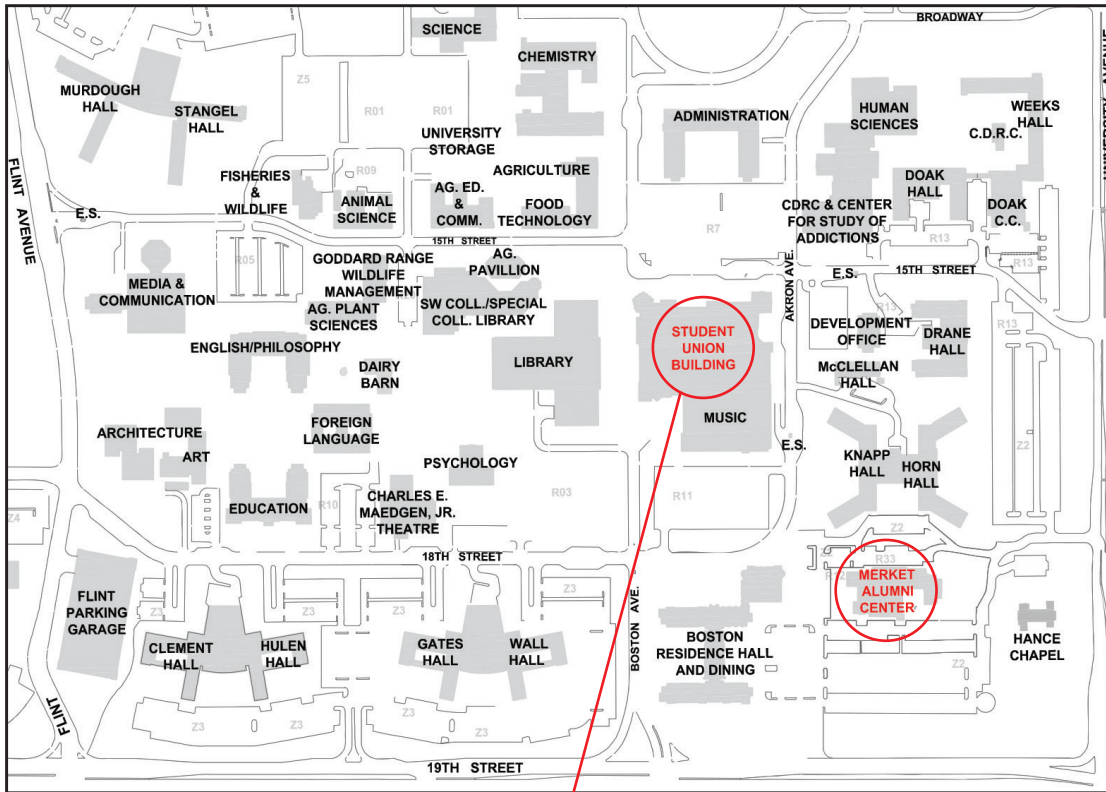 BROADWAY
SCIENCE
CHEMISTRY
UNIVERSITY AVENUE
MURDOUGH
HALL
STANGEL
HALL
Z5
R01
R01
UNIVERSITY
STORAGE
ADMINISTRATION
HUMAN
SCIENCES
WEEKS
HALL
C.D.R.C.
FLINT AVENUE
FISHERIES
&
WILDLIFE
R09
ANIMAL
SCIENCE
AG. ED.
&
COMM.
AGRICULTURE
FOOD
TECHNOLOGY
DOAK
HALL
DOAK
C.C.
CDRC & CENTER
FOR STUDY OF
ADDICTIONS
E.S.
R7
R13
R13
15TH STREET
R05
GODDARD RANGE
WILDLIFE
MANAGEMENT
AG.
PAVILLION
AKRON AVE.
E.S.
15TH STREET
MEDIA &
COMMUNICATION
AG. PLANT
SCIENCES
SW COLL./SPECIAL
COLL. LIBRARY
R13
R13
DEVELOPMENT
OFFICE
DRANE
HALL
STUDENT
UNION
BUILDING
ENGLISH/PHILOSOPHY
DAIRY
BARN
LIBRARY
McCLELLAN
HALL
ARCHITECTURE
ART
FOREIGN
LANGUAGE
MUSIC
E.S.
Z2
KNAPP
HALL
HORN
HALL
PSYCHOLOGY
EDUCATION
R10
CHARLES E.
MAEDGEN, JR.
THEATRE
R03
R11
Z4
Z2
18TH STREET
R33
MERKET
ALUMNI
CENTER
FLINT
PARKING
GARAGE
Z3
Z3
Z3
Z3
BOSTON AVE.
CLEMENT
HALL
HULEN
HALL
GATES
HALL
WALL
HALL
BOSTON
RESIDENCE HALL
AND DINING
HANCE
CHAPEL
Z2
FLINT
Z3
Z3
Z3
Z3
19TH STREET